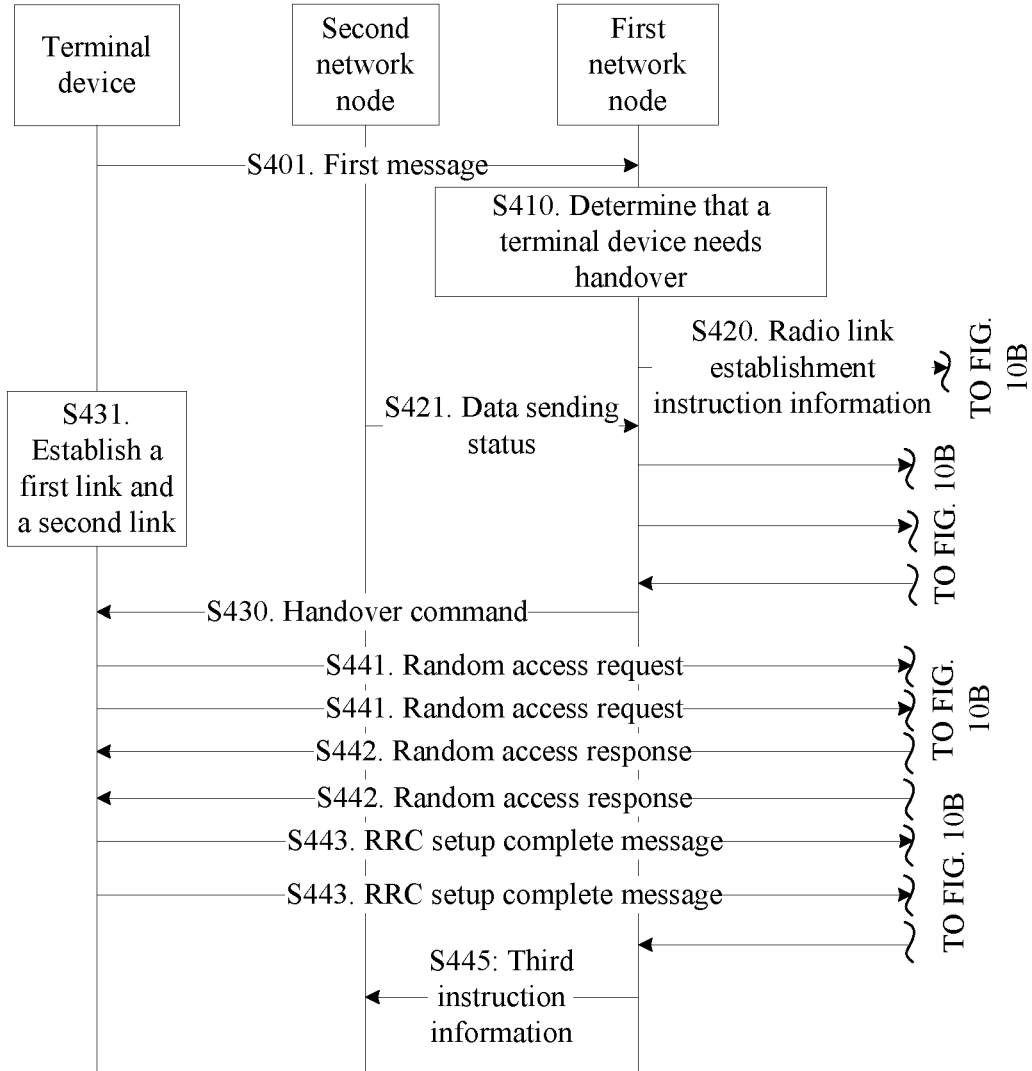 Terminal
device
Second
network
node
First
network
node
S401. First message
S410. Determine that a
terminal device needs
handover
S420. Radio link
establishment
instruction information
TO FIG.
10B
S431.
Establish a
first link and
a second link
S421. Data sending
status
TO FIG. 10B
S430. Handover command
S441. Random access request
S441. Random access request
TO FIG.
10B
S442. Random access response
S442. Random access response
S443. RRC setup complete message
S443. RRC setup complete message
TO FIG. 10B
S445: Third
instruction
information